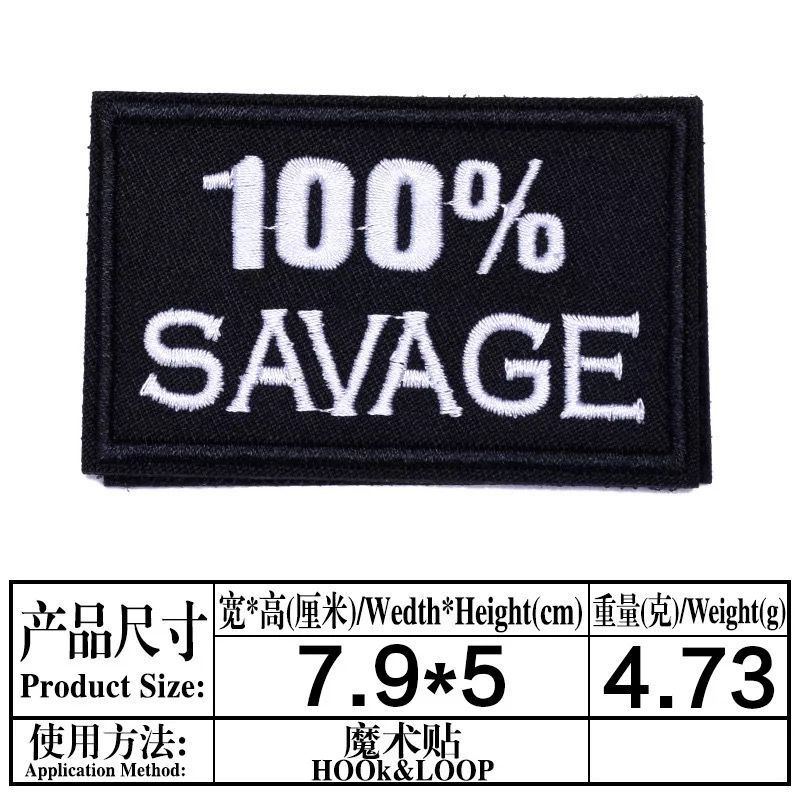 100%
SAVAGE
产品尺寸
Product Size:
宽*高(厘米)/Wedth*Height(cm)
7.9*5
重量(克)/Weight(g)
4.73
使用方法:
Application Method:
魔术贴
HOOk&LOOP